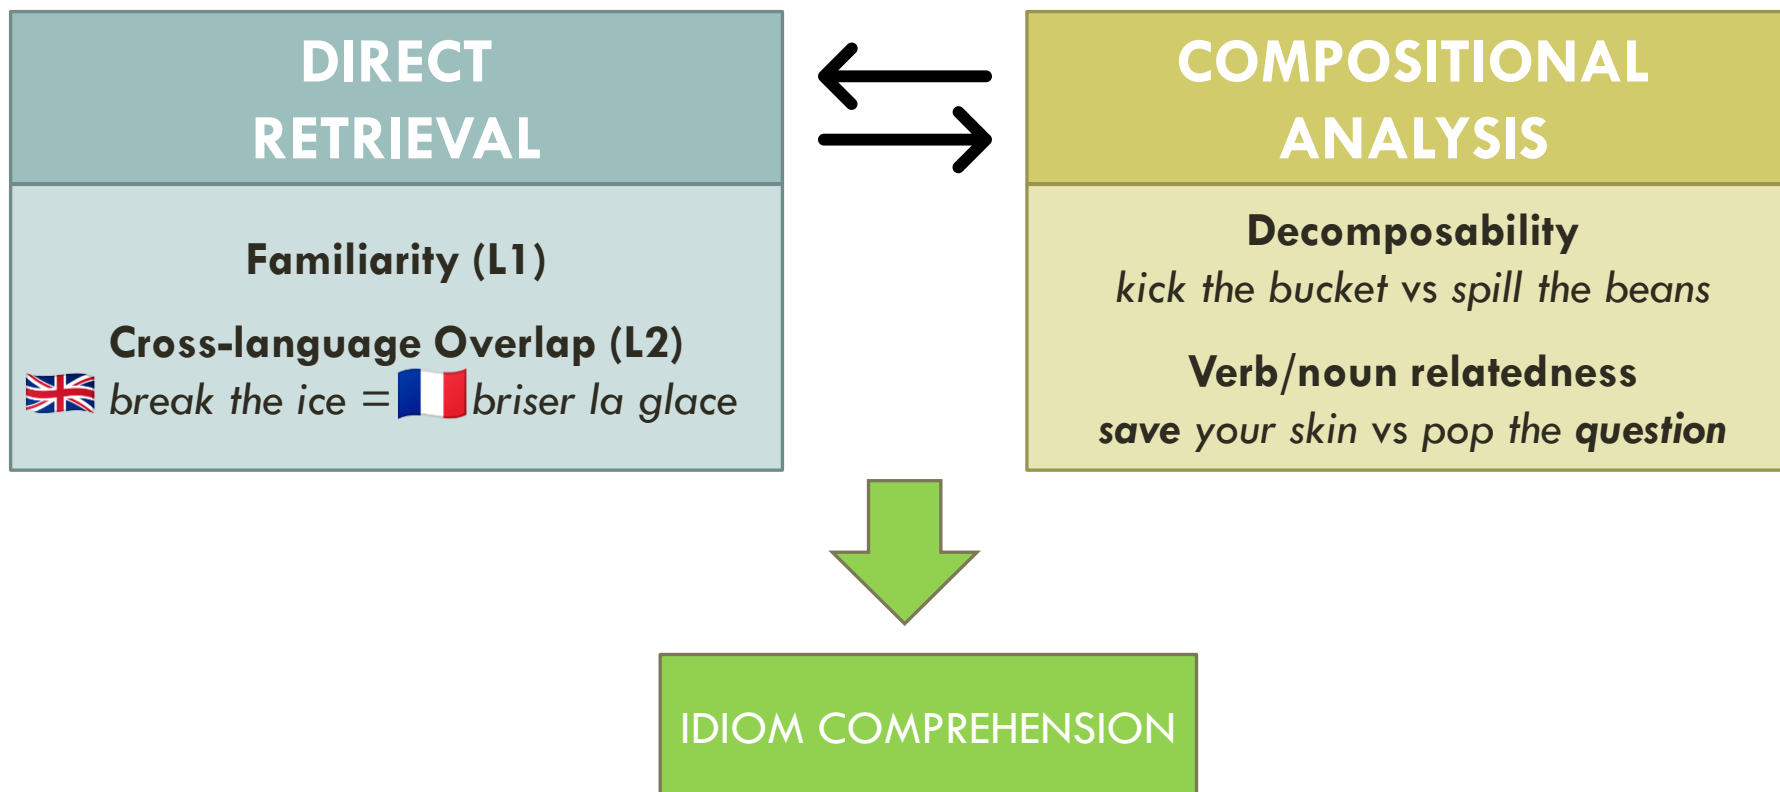 DIRECT
RETRIEVAL
Familiarity (L1)
Cross-language Overlap (L2)
break the ice = briser la glace
COMPOSITIONAL
ANALYSIS
Decomposability
kick the bucket vs spill the beans
Verb/noun relatedness
save your skin vs pop the question
IDIOM COMPREHENSION